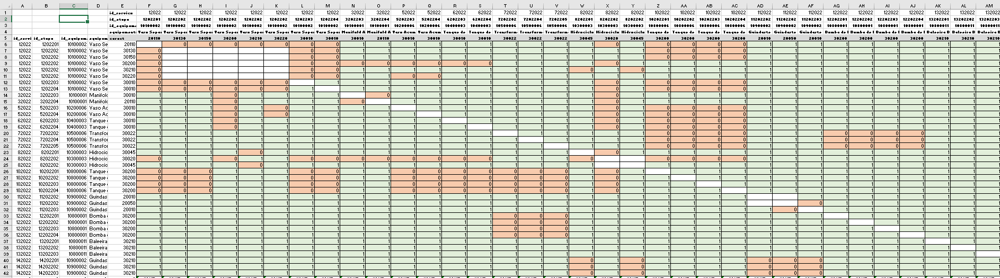 A B C D E F G H I J K L M N O P Q R S T U V W X Y Z AA AB AC AD AE AF AG AH AI AJ AK AL AM
1 id_servico 12022 12022 12022 12022 12022 12022 12022 12022 32022 32022 52022 52022 62022 62022 72022 72022 72022 82022 82022 82022 102022 102022 102022 102022 112022 112022 112022 122022 122022 122022 122022 132022 132022 132022
2 id_etapa 1202201 1202202 1202202 1202202 1202202 1202202 1202203 1202204 3202203 3202204 5202203 5202204 6202203 6202204 7202202 7202204 7202205 8202201 8202202 8202202 10202201 10202202 10202203 10202204 11202201 11202202 11202203 12202201 12202202 12202203 12202204 13202201 13202202 13202203
3 id_equipam 10100002 10100002 10100002 10100002 10100002 10100002 10100002 10100002 10100001 10100001 10200006 10200006 10400003 10400003 10500006 10500006 10500006 10300003 10300003 10300003 10800006 10800006 10800006 10800006 10900002 10900002 10900002 10800001 10800001 10800001 10800001 10800011 10800011 10800011
4 equipament Vaso Sepa Vaso Sepa Vaso Sepa Vaso Sepa Vaso Sepa Vaso Sepa Vaso Sepa Vaso Sepa Manifold A Manifold A Vaso Acum Vaso Acum Tanque de Tanque de Transform Transform Transform Hidrociclo Hidrociclo Hidrociclo Tanque de Tanque de Tanque de Tanque de Guindaste Guindaste Guindaste Bomba de I Bomba de I Bomba de I Bomba de I Baleeira B Baleeira B Baleeira B
5 id_servi id_etapa id_equipam equipam caract 20110 30130 30150 30200 30210 30220 30010 30010 30010 20110 30010 30010 30010 30010 30022 30022 30022 30045 30020 30045 30200 30200 30200 30200 20010 20050 20010 30200 30200 30200 30200 30210 30210 30210
6 12022 1202201 10100002 Vaso Se 20110 0 0 0 0 0 0 0 1 1 1 1 1 1 1 1 1 1 0 1 0 0 0 0 1 1 1 1 1 1 1 1 1 1
7 12022 1202202 10100002 Vaso Se 30130 0 0 0 1 1 1 1 1 1 1 1 1 1 1 1 0 0 0 0 1 1 1 1 1 1 1 1 1 1
8 12022 1202202 10100002 Vaso Se 30150 0 0 0 1 1 1 1 1 1 1 1 1 1 1 1 0 0 0 0 1 1 1 1 1 1 1 1 1 1
9 12022 1202202 10100002 Vaso Se 30200 0 0 0 0 0 0 0 0 0 1 1 1 1 0 1 1 1 1 1 1 1 1 1 1 1 1 1 1 1
10 12022 1202202 10100002 Vaso Se 30210 0 0 0 1 1 1 1 1 1 1 1 1 0 1 0 1 1 1 1 1 1 1 1 1 1 1 1 1 1
11 12022 1202202 10100002 Vaso Se 30220 0 0 0 1 1 0 0 1 1 1 1 1 1 1 1 1 1 1 1 1 1 1 1 1 1 1 1 1 1
12 12022 1202203 10100002 Vaso Se 30010 0 0 0 0 0 0 1 1 1 1 1 1 1 1 1 1 1 0 1 0 0 0 0 1 1 1 1 1 1 1 1 1 1
13 12022 1202204 10100002 Vaso Se 30010 0 0 0 0 0 0 1 1 1 1 1 1 1 1 1 1 1 0 1 0 0 0 0 1 1 1 1 1 1 1 1 1 1
14 32022 3202203 10100001 Manifolc 30010 1 1 1 0 1 1 1 1 0 1 1 1 1 1 1 1 1 0 1 1 1 1 1 1 1 1 1 1 1 1 1 1 1
15 32022 3202204 10100001 Manifolc 20110 1 1 1 0 1 1 1 1 0 1 1 1 1 1 1 1 1 0 1 1 1 1 1 1 1 1 1 1 1 1 1 1 1
16 52022 5202203 10200006 Vaso Ac 30010 1 1 1 0 1 0 1 1 1 1 1 1 1 1 1 1 1 0 1 0 0 0 0 1 1 1 1 1 1 1 1 1 1
17 52022 5202204 10200006 Vaso Ac 30010 1 1 1 0 1 0 1 1 1 1 1 1 1 1 1 1 1 0 1 0 0 0 0 1 1 1 1 1 1 1 1 1 1
18 62022 6202203 10400003 Tanque 30010 1 1 1 0 1 1 1 1 1 1 1 1 1 1 1 1 1 0 1 0 0 0 0 1 1 1 1 1 1 1 1 1 1
19 62022 6202204 10400003 Tanque 30010 1 1 1 0 1 1 1 1 1 1 1 1 1 1 1 1 1 0 1 0 0 0 0 1 1 1 1 1 1 1 1 1 1
20 72022 7202202 10500006 Transfor 30022 1 1 1 1 1 1 1 1 1 1 1 1 1 1 1 1 1 1 1 0 0 0 0 1 1 1 0 0 0 0 1 1 1
21 72022 7202204 10500006 Transfor 30022 1 1 1 1 1 1 1 1 1 1 1 1 1 1 1 1 1 1 1 0 0 0 0 1 1 1 0 0 0 0 1 1 1
22 72022 7202205 10500006 Transfor 30022 1 1 1 1 1 1 1 1 1 1 1 1 1 1 1 1 1 1 1 0 0 0 0 1 1 1 0 0 0 0 1 1 1
23 82022 8202201 10300003 Hidrocic 30045 1 1 1 1 0 1 1 1 1 1 1 1 1 1 1 1 1 0 1 1 1 1 1 1 1 1 1 1 1 1 1 1 1
24 82022 8202202 10300003 Hidrocic 30020 0 1 1 0 1 1 0 0 0 0 0 0 0 0 1 1 1 0 0 0 0 0 1 1 1 1 1 1 1 1 1 1
25 82022 8202202 10300003 Hidrocic 30045 1 1 1 1 0 1 1 1 1 1 1 1 1 1 1 1 1 1 1 1 1 1 1 1 1 1 1 1 1 1 1 1
26 102022 10202201 10800006 Tanque 30200 0 0 0 1 1 1 0 0 1 1 0 0 0 0 0 0 0 1 0 1 1 1 1 1 1 1 1 1 1 1 1 1 1
27 102022 10202202 10800006 Tanque 30200 0 0 0 1 1 1 0 0 1 1 0 0 0 0 0 0 0 1 0 1 1 1 1 1 1 1 1 1 1 1 1 1 1
28 102022 10202203 10800006 Tanque 30200 0 0 0 1 1 1 0 0 1 1 0 0 0 0 0 0 0 1 0 1 1 1 1 1 1 1 1 1 1 1 1 1 1
29 102022 10202204 10800006 Tanque 30200 0 0 0 1 1 1 0 0 1 1 0 0 0 0 0 0 0 1 0 1 1 1 1 1 1 1 1 1 1 1 1 1 1
30 112022 11202201 10900002 Guindas 20010 1 1 1 1 1 1 1 1 1 1 1 1 1 1 1 1 1 1 1 1 1 1 1 1 1 1 1 1 1 1 1 1
31 112022 11202202 10900002 Guindas 20050 1 1 1 1 1 1 1 1 1 1 1 1 1 1 1 1 1 1 1 1 1 1 1 1 0 1 1 1 1 1 1 1
32 112022 11202203 10900002 Guindas 20010 1 1 1 1 1 1 1 1 1 1 1 1 1 1 1 1 1 1 1 1 1 1 1 1 1 0 1 1 1 1 1 1 1
33 122022 12202201 10800001 Bomba 30200 1 1 1 1 1 1 1 1 1 1 1 1 1 1 0 0 0 1 1 1 1 1 1 1 1 1 1 1 1 1 1 1 1
34 122022 12202202 10800001 Bomba 30200 1 1 1 1 1 1 1 1 1 1 1 1 1 1 0 0 0 1 1 1 1 1 1 1 1 1 1 1 1 1 1 1 1
35 122022 12202203 10800001 Bomba 30200 1 1 1 1 1 1 1 1 1 1 1 1 1 1 0 0 0 1 1 1 1 1 1 1 1 1 1 1 1 1 1 1 1
36 122022 12202204 10800001 Bomba 30200 1 1 1 1 1 1 1 1 1 1 1 1 1 1 0 0 0 1 1 1 1 1 1 1 1 1 1 1 1 1 1 1 1
37 132022 13202201 10800011 Baleeira 30210 1 1 1 1 1 1 1 1 1 1 1 1 1 1 1 1 1 1 1 1 1 1 1 1 1 1 1 1 1 1 1 1 1
38 132022 13202202 10800011 Baleeira 30210 1 1 1 1 1 1 1 1 1 1 1 1 1 1 1 1 1 1 1 1 1 1 1 1 1 1 1 1 1 1 1 1 1
39 132022 13202203 10800011 Baleeira 30210 1 1 1 1 1 1 1 1 1 1 1 1 1 1 1 1 1 1 1 1 1 1 1 1 1 1 1 1 1 1 1 1 1
40 142022 14202201 10900002 Guindas 30210 1 1 1 1 1 1 1 1 1 1 1 1 1 1 1 1 1 0 1 0 1 1 1 1 0 0 0 1 1 1 1 1 1 1
41 142022 14202202 10900002 Guindas 30210 1 1 1 1 1 1 1 1 1 1 1 1 1 1 1 1 1 0 1 0 1 1 1 1 0 0 0 1 1 1 1 1 1 1
42 142022 14202203 10900002 Guindas 30210 1 1 1 1 1 1 1 1 1 1 1 1 1 1 1 1 1 0 1 0 1 1 1 1 0 0 0 1 1 1 1 1 1 1